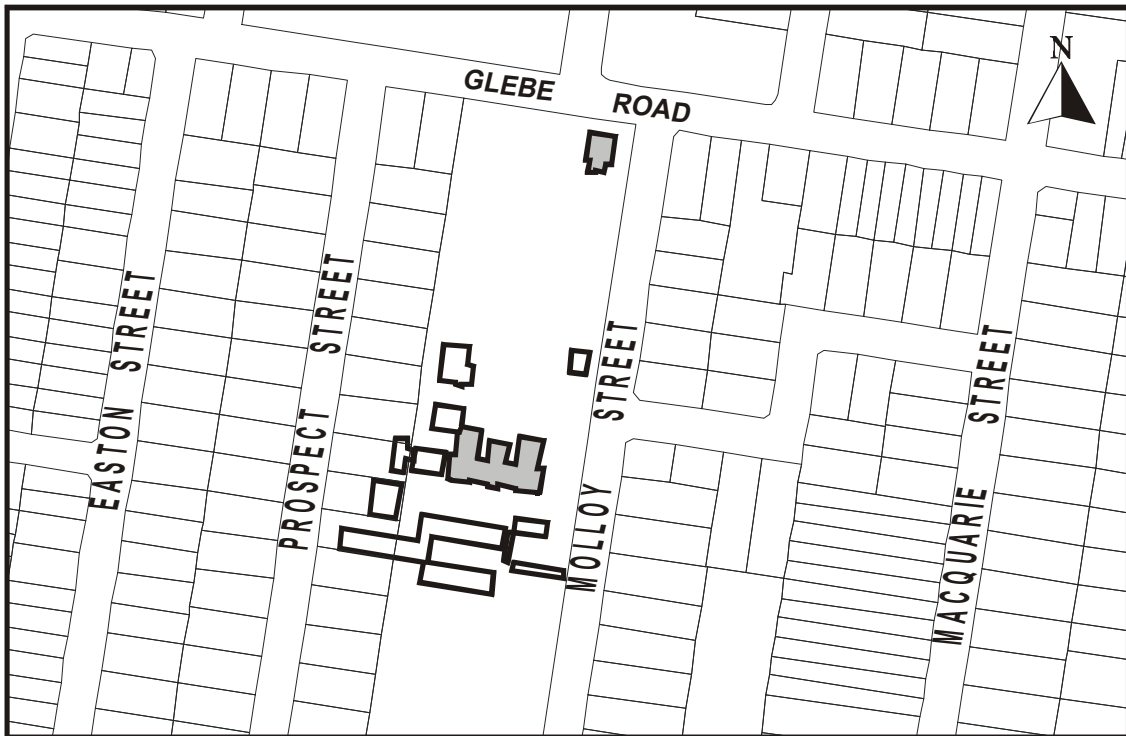 N
GLEBE ROAD
EASTON STREET
PROSPECT STREET
MOLLOY STREET
MACQUARIE STREET